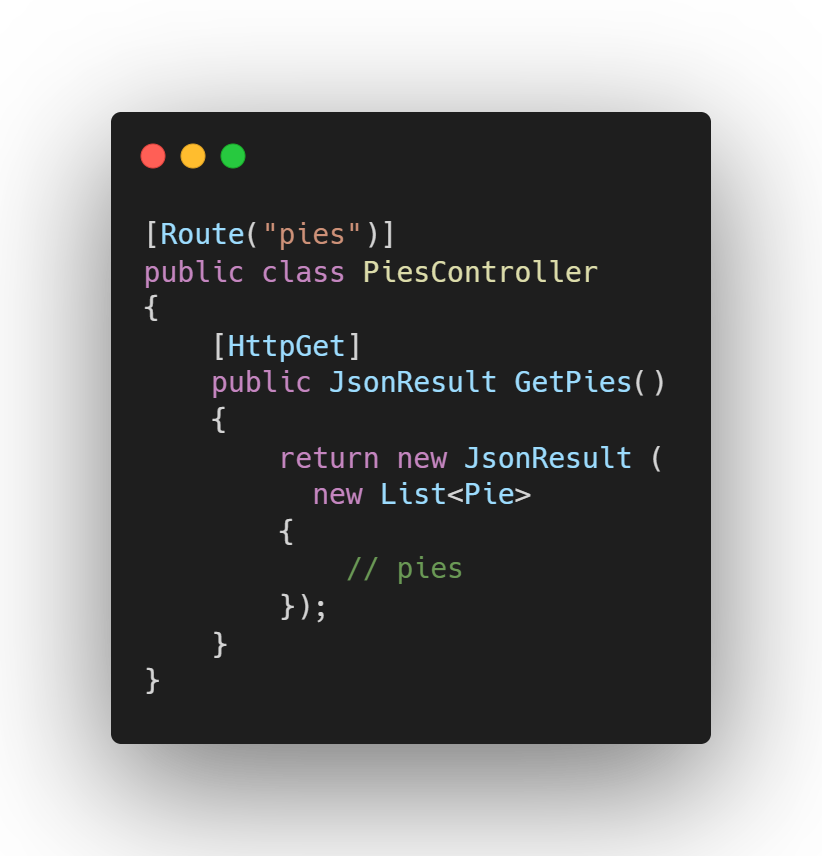 [Route("pies")]
public class PiesController
{
    [HttpGet]
    public JsonResult GetPies()
    {
        return new JsonResult (
          new List<Pie>
        {
            // pies
        });
    }
}